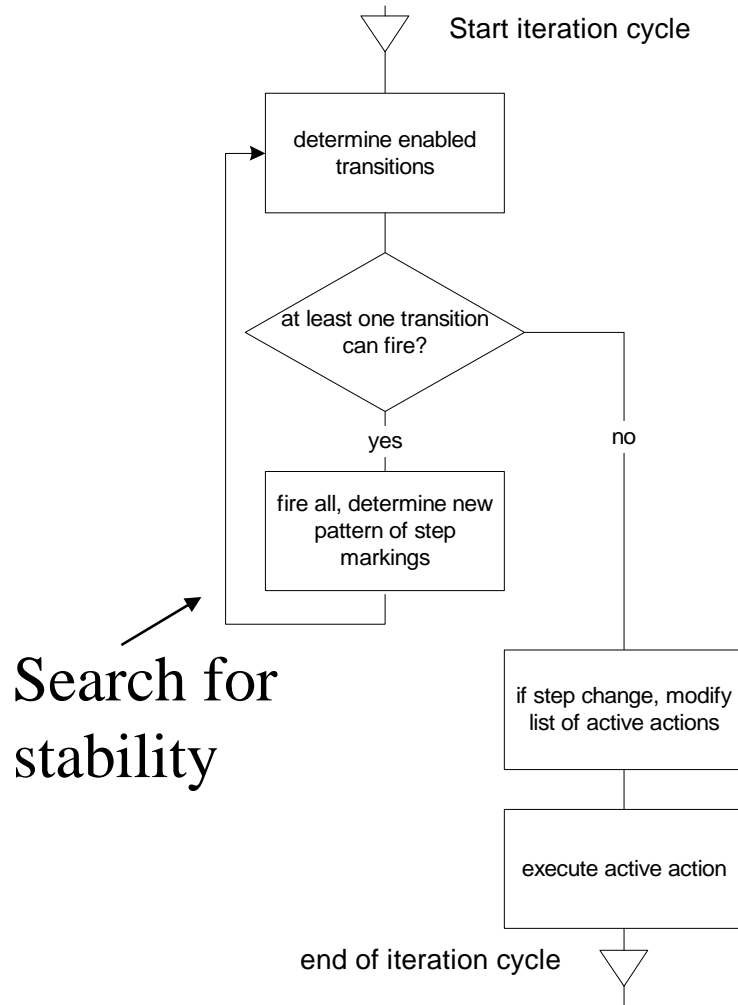 Start iteration cycle
determine enabled
transitions
at least one transition
can fire?
yes
no
fire all, determine new
pattern of step
markings
Search for
stability
if step change, modify
list of active actions
execute active action
end of iteration cycle